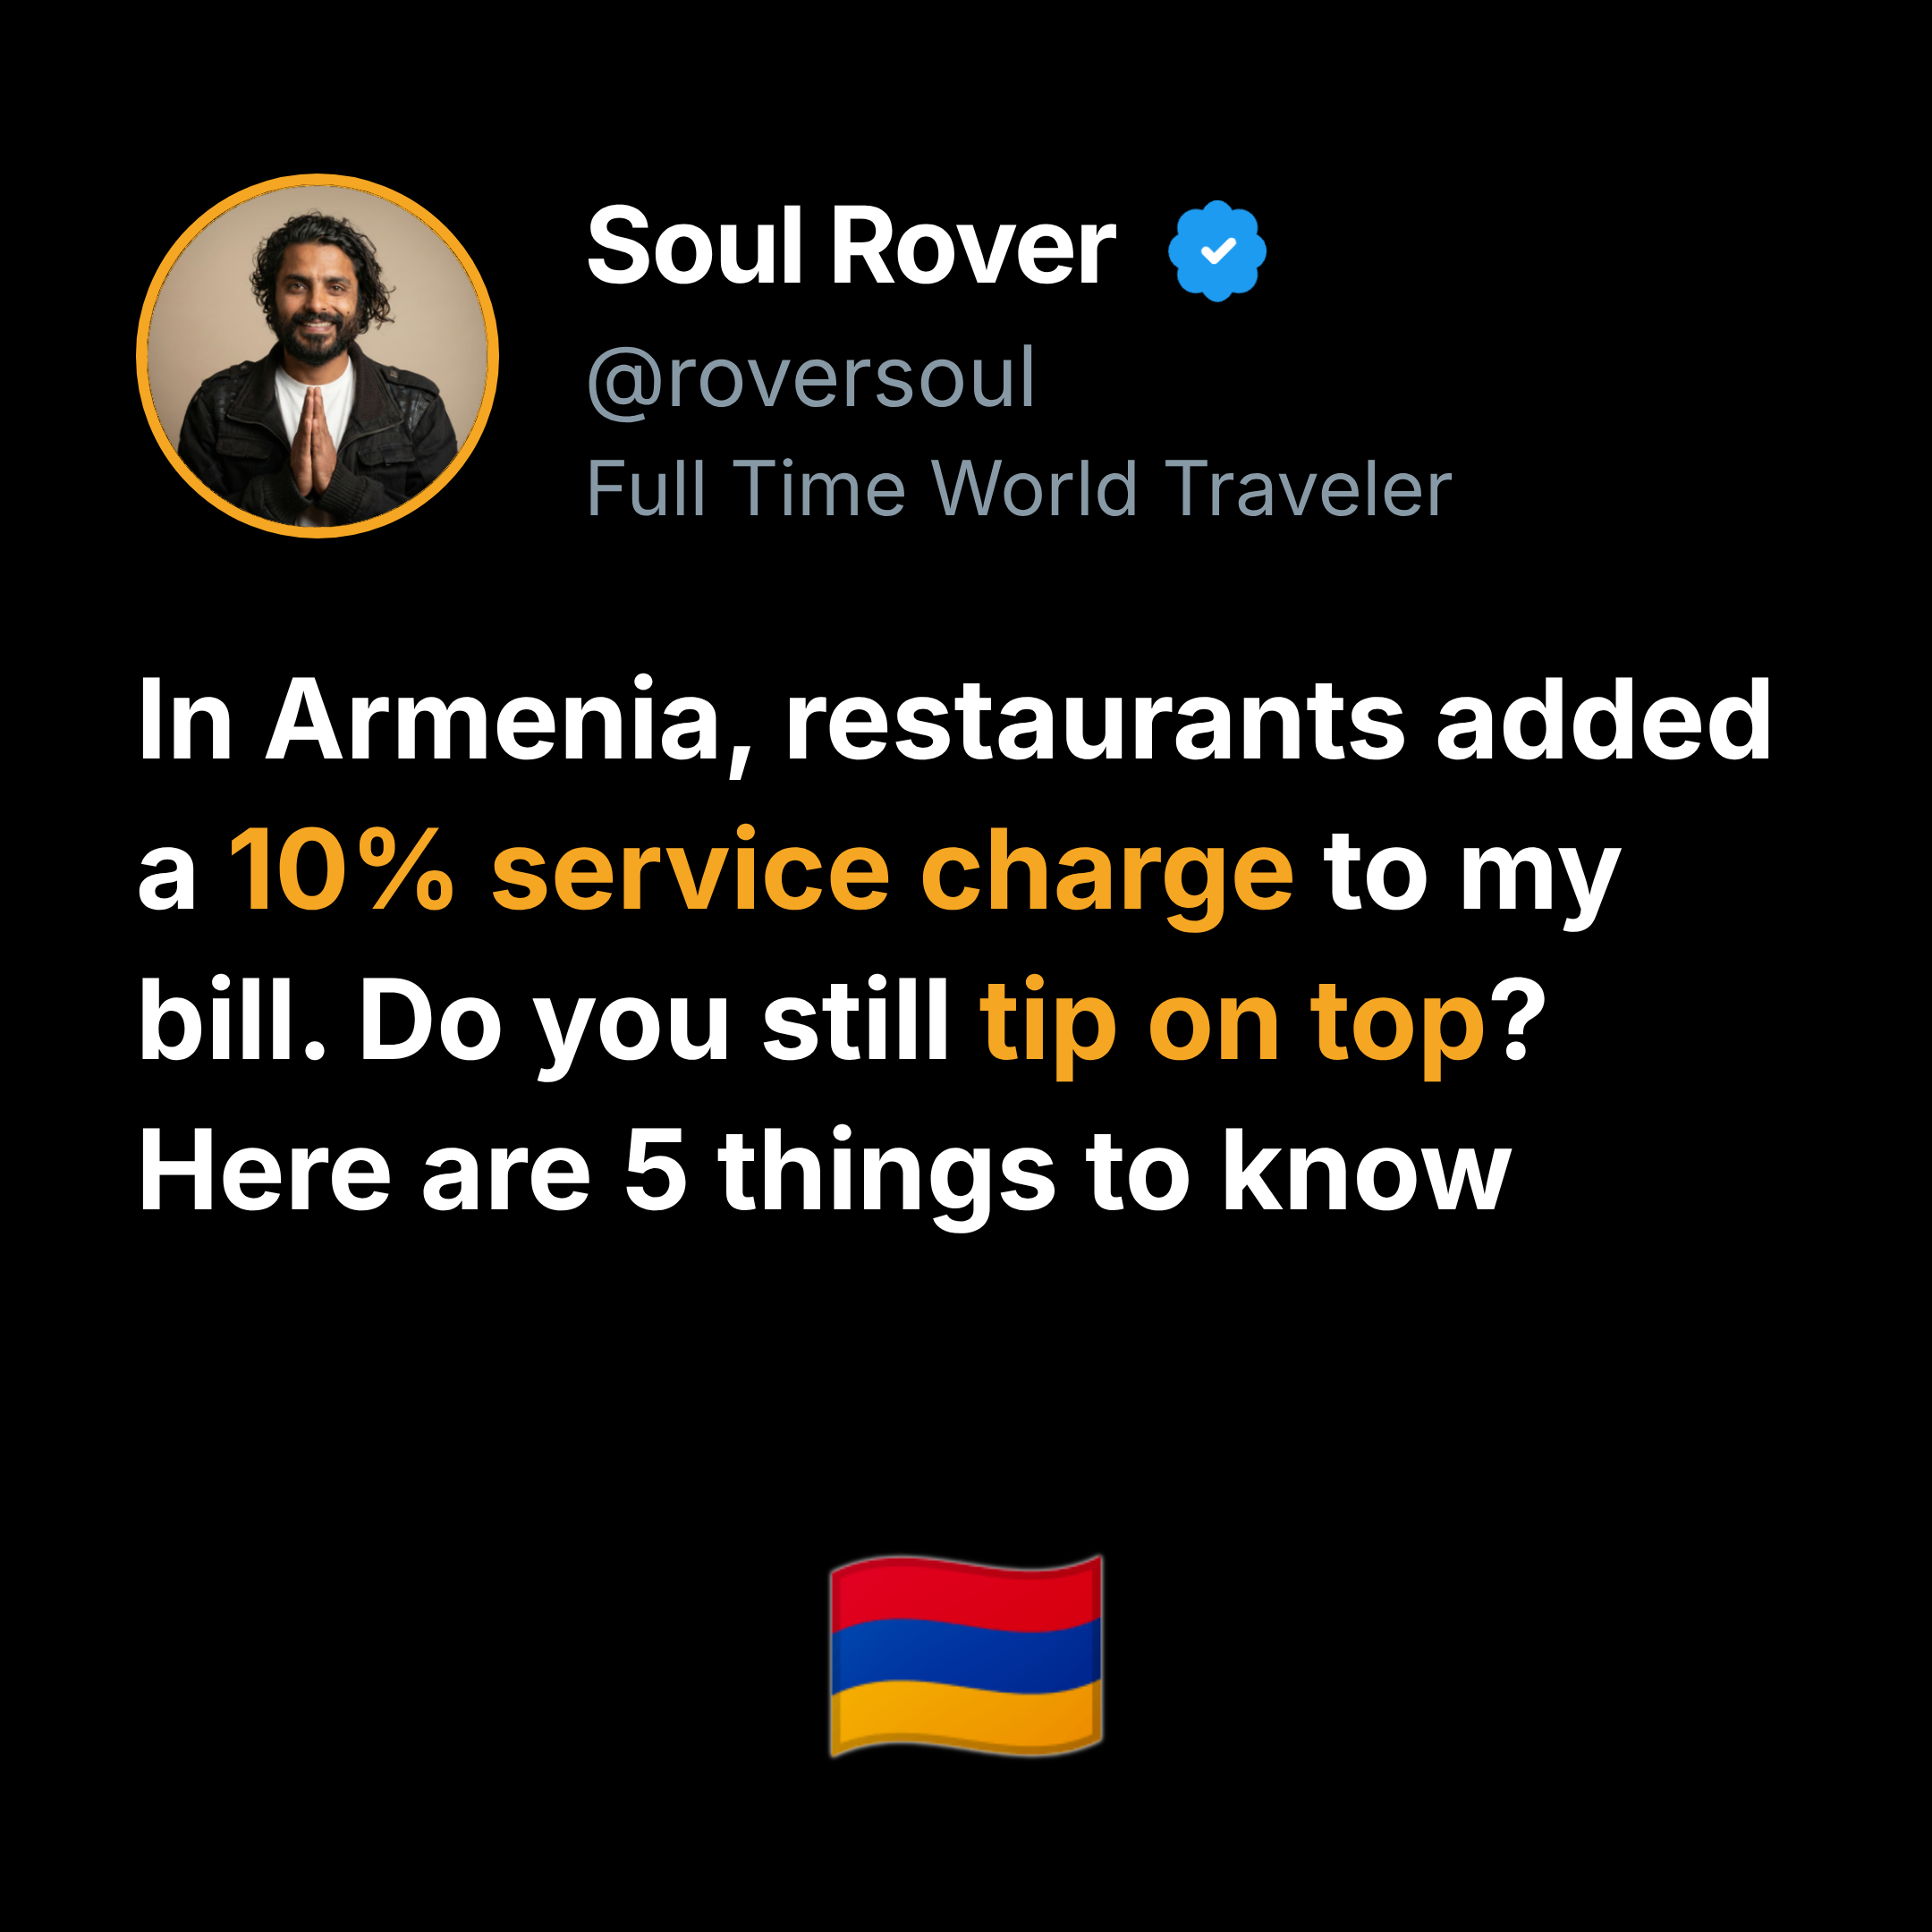 Soul Rover
@roversoul
Full Time World Traveler
In Armenia, restaurants added
a 10% service charge to my
bill. Do you still tip on top?
Here are 5 things to know